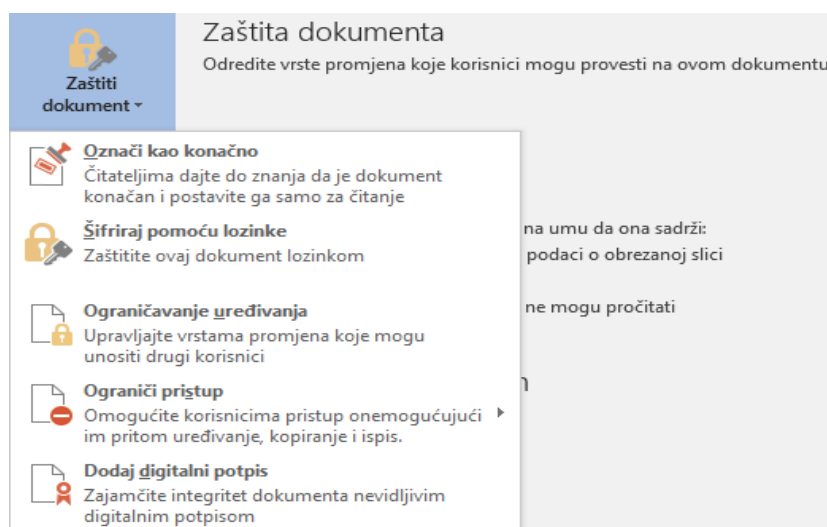 Zaštita dokumenta
Odredite vrste promjena koje korisnici mogu provesti na ovom dokumentu
Zaštiti
dokument
Označi kao konačno
Čitateljima dajte do znanja da je dokument
konačan i postavite ga samo za čitanje
Šifriraj pomoću lozinke
Zaštitite ovaj dokument lozinkom
Ograničavanje uređivanja
Upravljajte vrstama promjena koje mogu
unositi drugi korisnici
Ograniči pristup
Omogućite korisnicima pristup onemogućujući
im pritom uređivanje, kopiranje i ispis.
Dodaj digitalni potpis
Zajamčite integritet dokumenta nevidljivim
digitalnim potpisom
na umu da ona sadrži:
podaci o obrezanoj slici
ne mogu pročitati